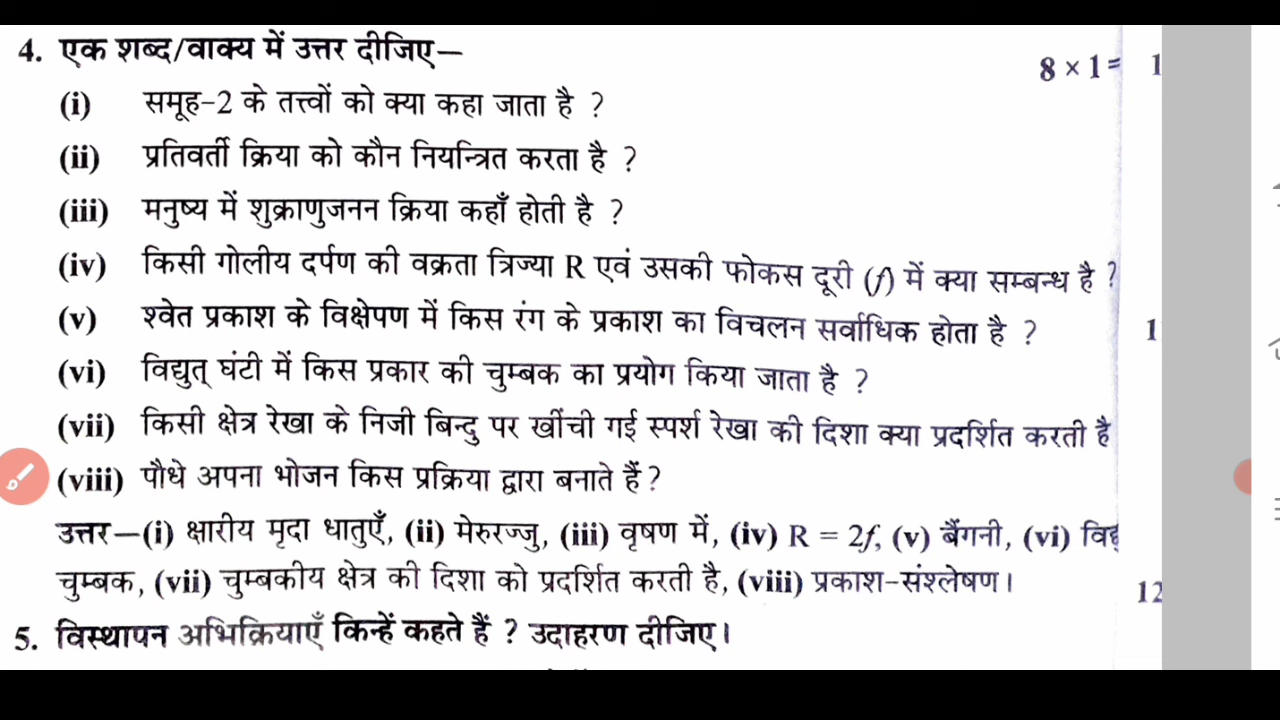 4. एक शब्द/वाक्य में उत्तर दीजिए—
8 × 1 = 1
(i) समूह-2 के तत्त्वों को क्या कहा जाता है ?
(ii) प्रतिवर्ती क्रिया को कौन नियन्त्रित करता है ?
(iii) मनुष्य में शुक्राणुजनन क्रिया कहाँ होती है ?
(iv) किसी गोलीय दर्पण की वक्रता त्रिज्या R एवं उसकी फोकस दूरी (f) में क्या सम्बन्ध है ?
(v) श्वेत प्रकाश के विक्षेपण में किस रंग के प्रकाश का विचलन सर्वाधिक होता है ? 1
(vi) विद्युत् घंटी में किस प्रकार की चुम्बक का प्रयोग किया जाता है ?
(vii) किसी क्षेत्र रेखा के निजी बिन्दु पर खींची गई स्पर्श रेखा की दिशा क्या प्रदर्शित करती है
(viii) पौधे अपना भोजन किस प्रक्रिया द्वारा बनाते हैं ?
उत्तर—(i) क्षारीय मृदा धातुएँ, (ii) मेरुरज्जु, (iii) वृषण में, (iv) R = 2f, (v) बैंगनी, (vi)
चुम्बक, (vii) चुम्बकीय क्षेत्र की दिशा को प्रदर्शित करती है, (viii) प्रकाश-संश्लेषण। 12
5. विस्थापन अभिक्रियाएँ किन्हें कहते हैं ? उदाहरण दीजिए।